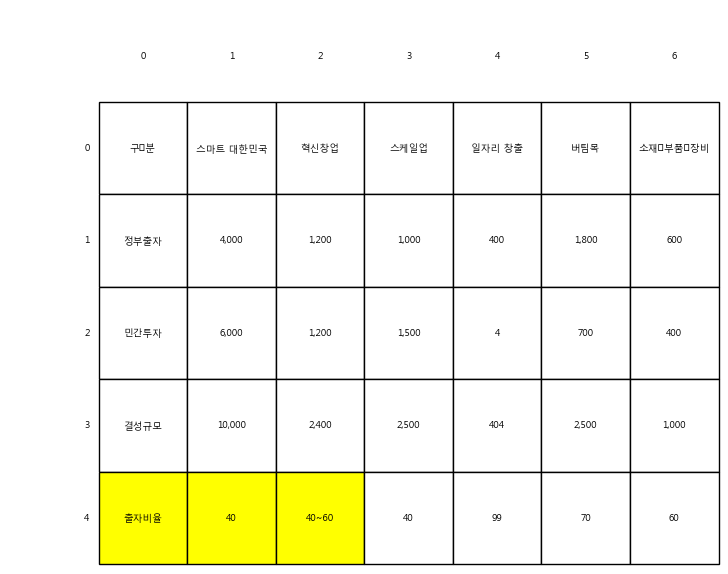 0 1 2 3 4 5 6
0 구□분 스마트 대한민국 혁신창업 스케일업 일자리 창출 버팀목 소재□부품□장비
1 정부출자 4,000 1,200 1,000 400 1,800 600
2 민간투자 6,000 1,200 1,500 4 700 400
3 결성규모 10,000 2,400 2,500 404 2,500 1,000
4 출자비율 40 40~60 40 99 70 60